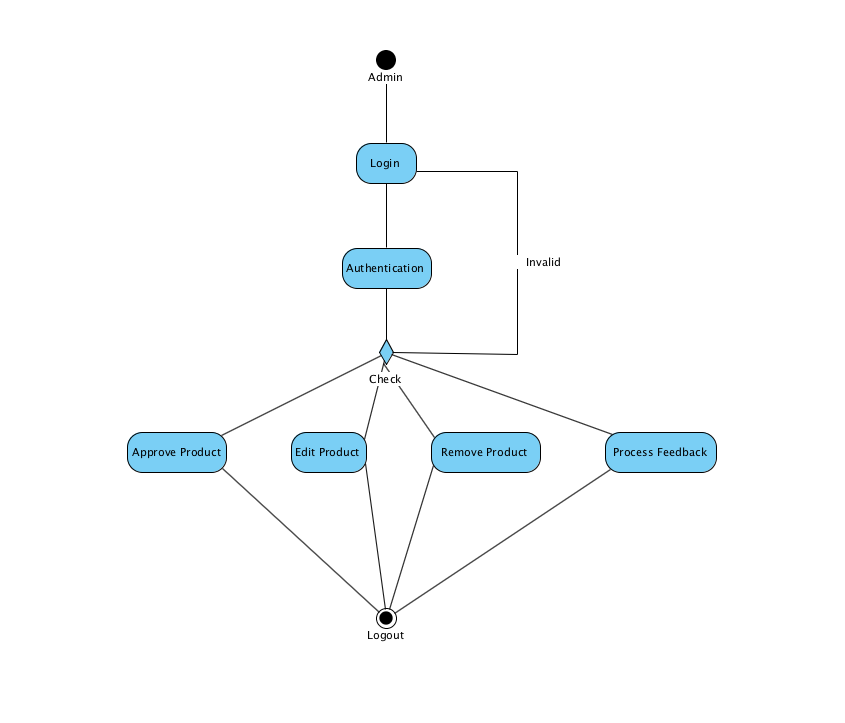 Admin
Login
Authentication
Invalid
Check
Approve Product
Edit Product
Remove Product
Process Feedback
Logout